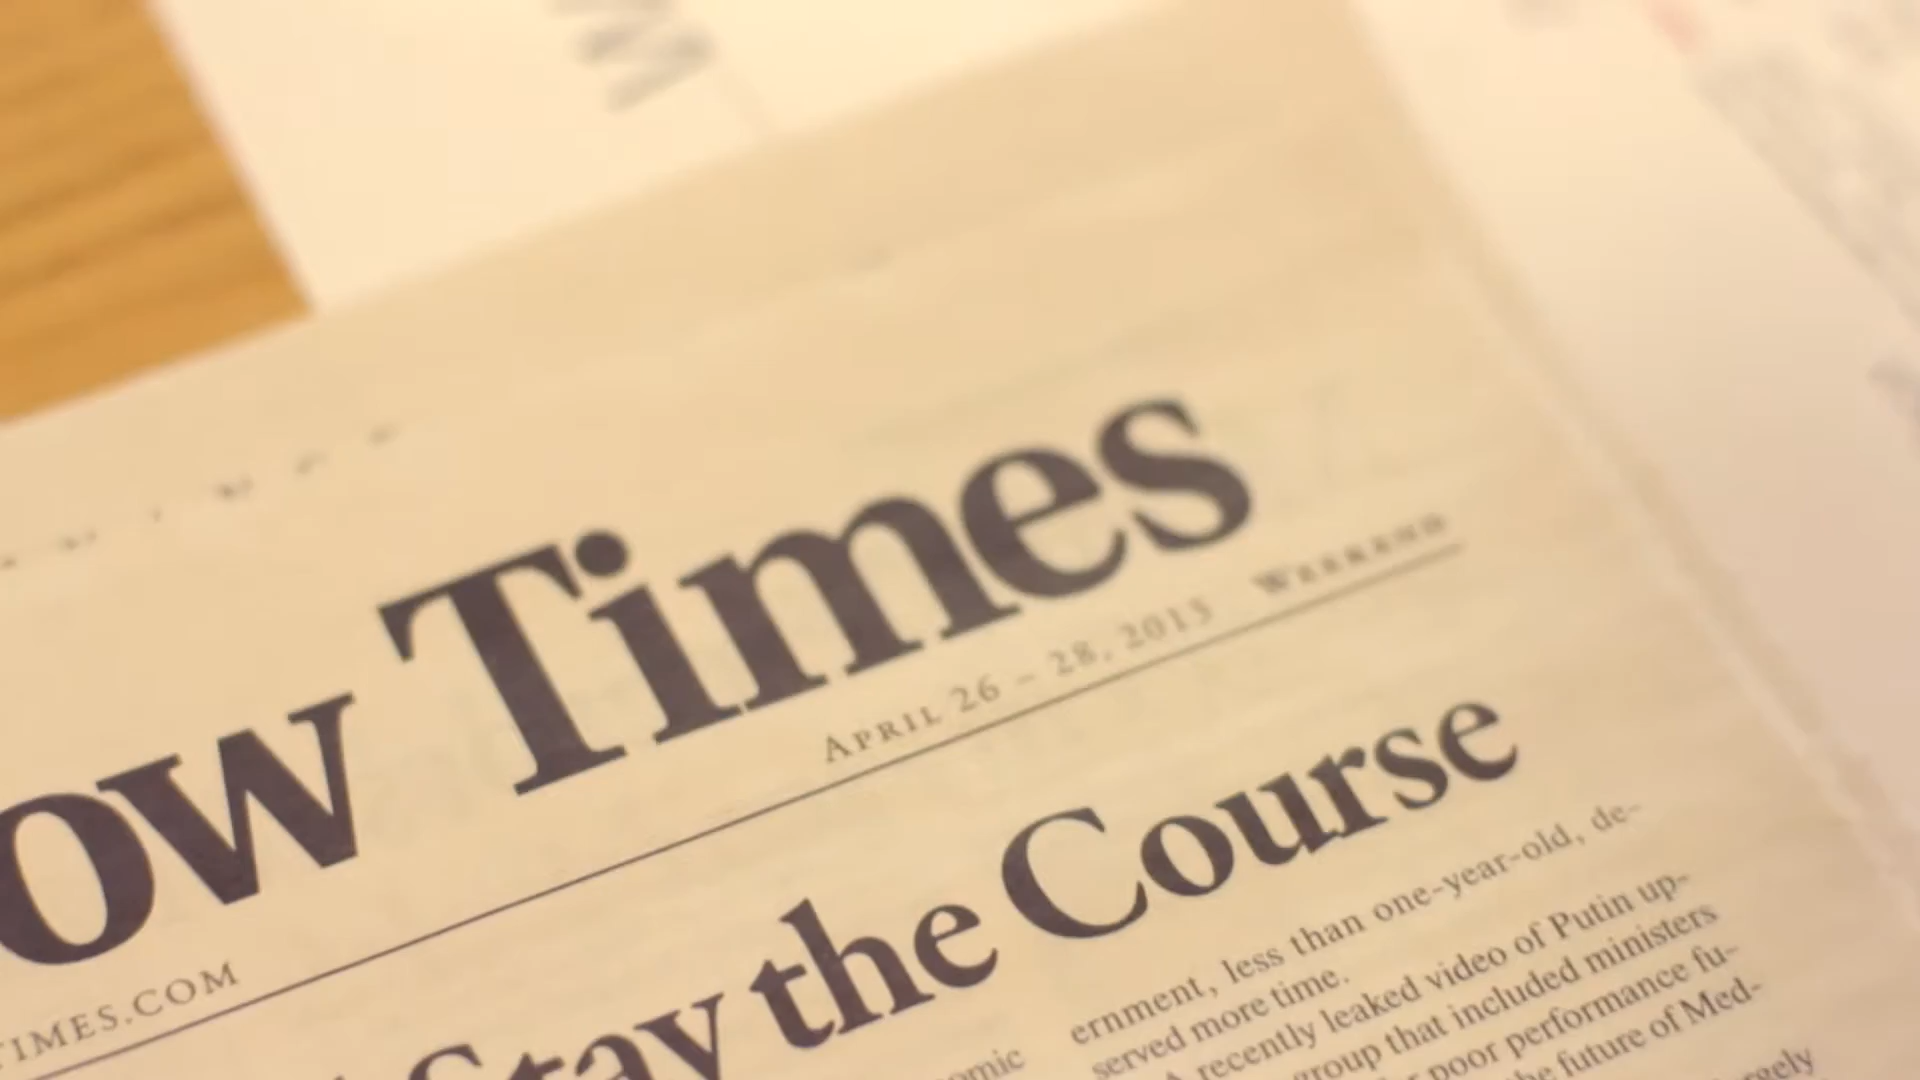 ow Times
TIMES.COM
APRIL 26 – 28, 2013 WEEKEND
Stay the Course
ernment, less than one-year-old, de-
served more time.
A recently leaked video of Putin up-
group that included ministers
poor performance fu-
the future of Med-
omic
rgely